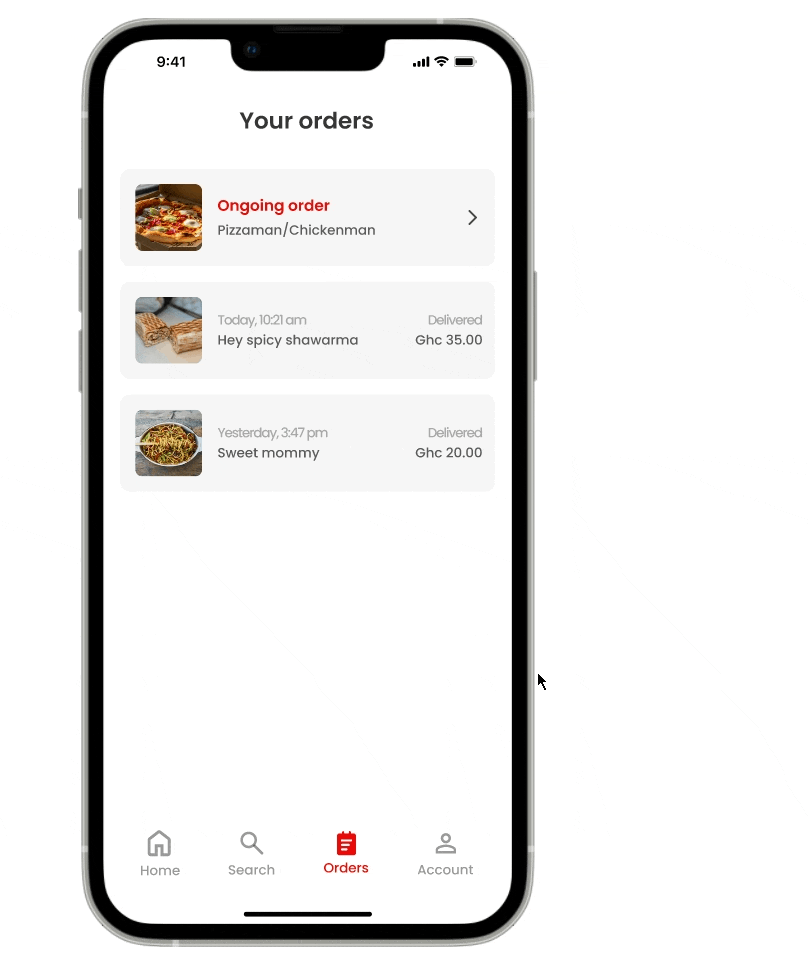 9:41
Your orders
Ongoing order
Pizzaman/Chickenman
Today, 10:21 am Delivered
Hey spicy shawarma Ghc 35.00
Yesterday, 3:47 pm Delivered
Sweet mommy Ghc 20.00
Home Search Orders Account